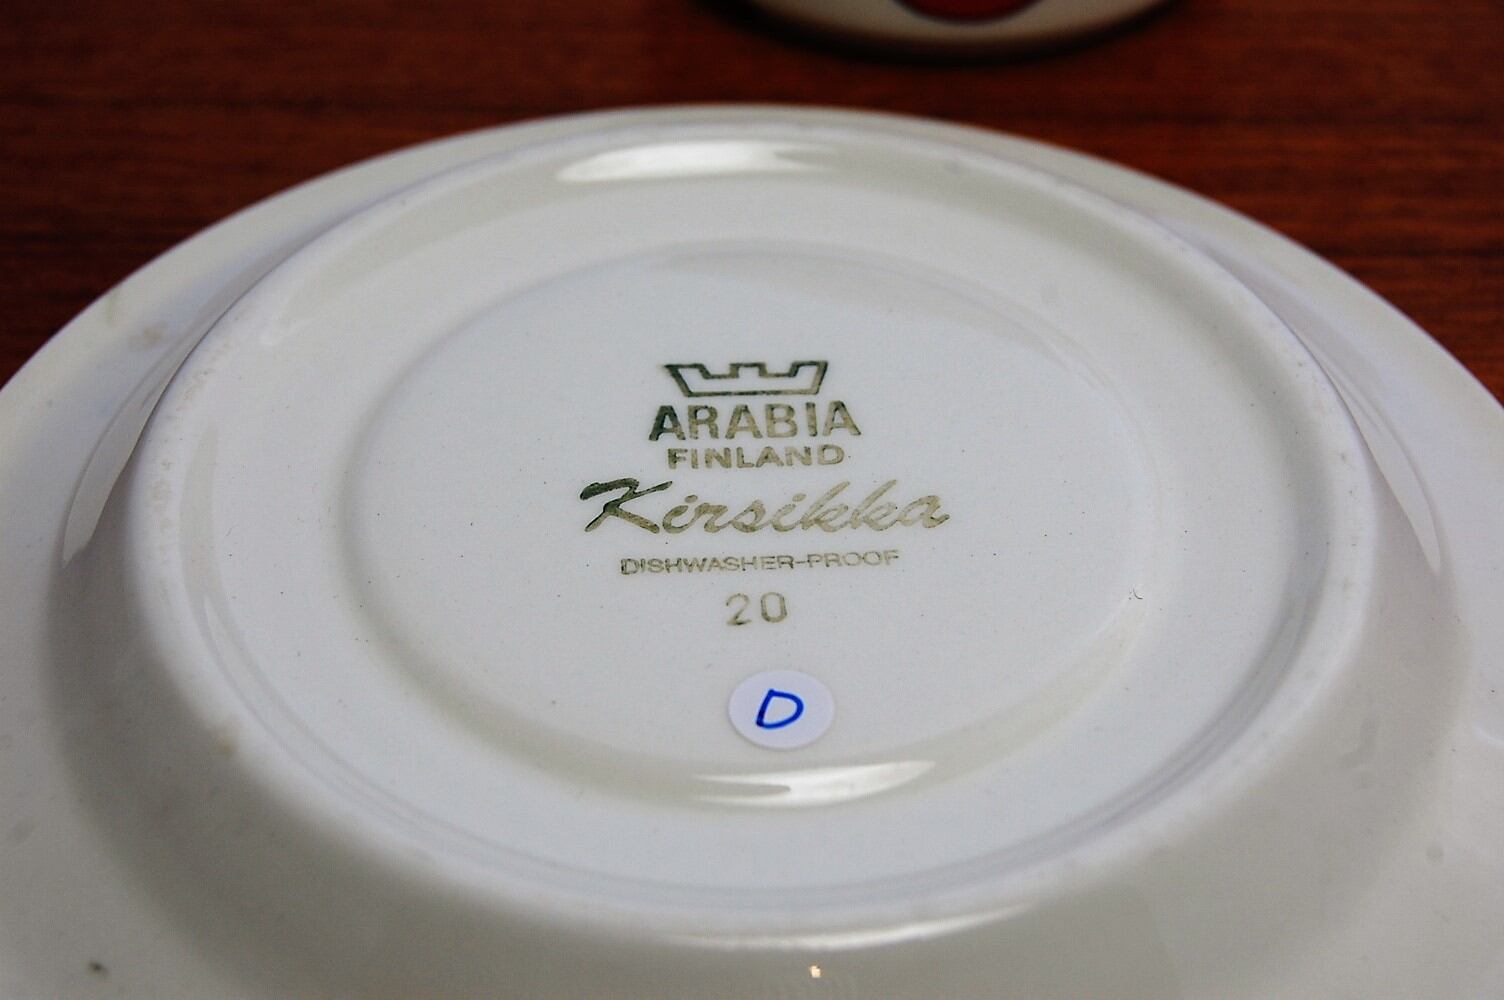 ARABIA
FINLAND
Kirsikka
DISHWASHER-PROOF
20
D